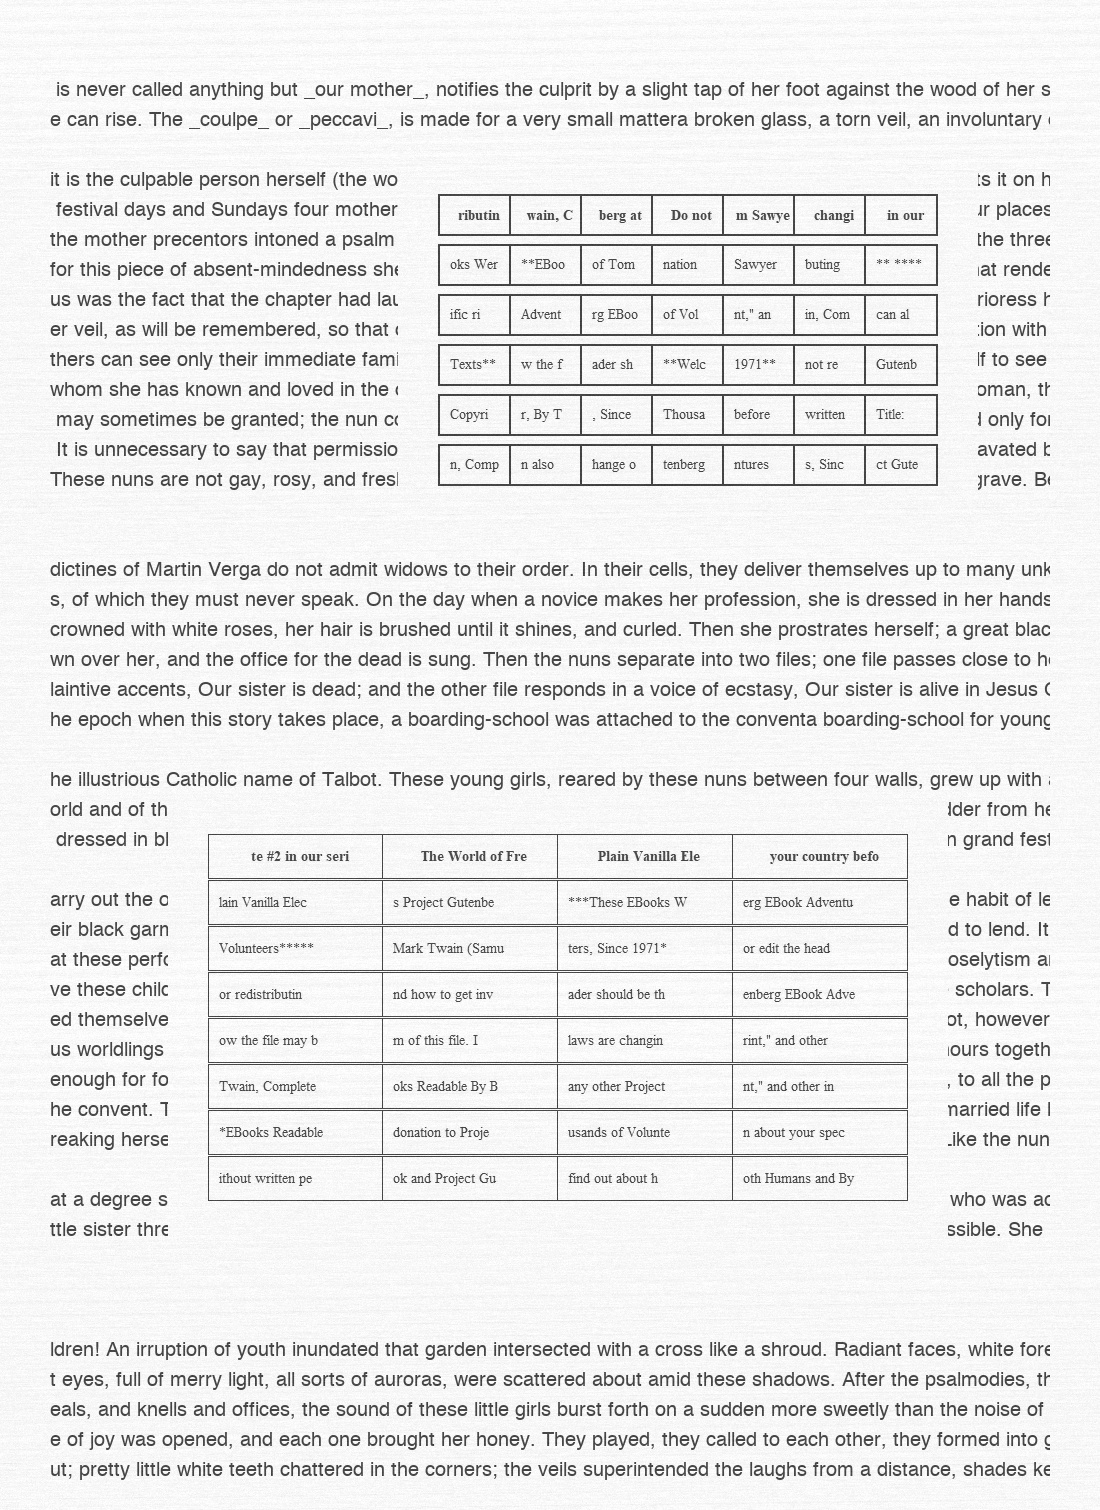 is never called anything but _our mother_, notifies the culprit by a slight tap of her foot against the wood of her s
e can rise. The _coulpe_ or _peccavi_, is made for a very small mattera broken glass, a torn veil, an involuntary
it is the culpable person herself (the wo ts it on h
festival days and Sundays four mother ur places
the mother precentors intoned a psalm the three
for this piece of absent-mindedness she hat rende
us was the fact that the chapter had lau rioress h
er veil, as will be remembered, so that tion with
thers can see only their immediate fami lf to see
whom she has known and loved in the oman, th
may sometimes be granted; the nun co d only for
It is unnecessary to say that permissio avated b
These nuns are not gay, rosy, and fresh grave. Be
ributin wain, C berg at Do not m Sawye changi in our
oks Wer **EBoo of Tom nation Sawyer buting ** ****
ific ri Advent rg EBoo of Vol nt," an in, Com can al
Texts** w the f ader sh **Welc 1971** not re Gutenb
Copyri r, By T , Since Thousa before written Title:
n, Comp n also hange o tenberg ntures s, Sinc ct Gute
dictines of Martin Verga do not admit widows to their order. In their cells, they deliver themselves up to many unk
s, of which they must never speak. On the day when a novice makes her profession, she is dressed in her hands
crowned with white roses, her hair is brushed until it shines, and curled. Then she prostrates herself; a great blac
wn over her, and the office for the dead is sung. Then the nuns separate into two files; one file passes close to he
laintive accents, Our sister is dead; and the other file responds in a voice of ecstasy, Our sister is alive in Jesus
he epoch when this story takes place, a boarding-school was attached to the conventa boarding-school for young
he illustrious Catholic name of Talbot. These young girls, reared by these nuns between four walls, grew up with
orld and of th dder from he
dressed in bl n grand fest
arry out the o e habit of le
eir black garm d to lend. It
at these perfo oselytism an
ve these child scholars. T
ed themselve ot, however
us worldlings hours togeth
enough for fo , to all the p
he convent. T married life
reaking herse Like the nun
at a degree s who was ac
ttle sister thre ssible. She
te #2 in our seri The World of Fre Plain Vanilla Ele your country befo
lain Vanilla Elec s Project Gutenbe ***These EBooks W erg EBook Adventu
Volunteers***** Mark Twain (Samu ters, Since 1971* or edit the head
or redistributin nd how to get inv ader should be th enberg EBook Adve
ow the file may b m of this file. I laws are changin rint," and other
Twain, Complete oks Readable By B any other Project nt," and other in
*EBooks Readable donation to Proje usands of Volunte n about your spec
ithout written pe ok and Project Gu find out about h oth Humans and By
ldren! An irruption of youth inundated that garden intersected with a cross like a shroud. Radiant faces, white fore
t eyes, full of merry light, all sorts of auroras, were scattered about amid these shadows. After the psalmodies, th
eals, and knells and offices, the sound of these little girls burst forth on a sudden more sweetly than the noise of
e of joy was opened, and each one brought her honey. They played, they called to each other, they formed into g
ut; pretty little white teeth chattered in the corners; the veils superintended the laughs from a distance, shades ke